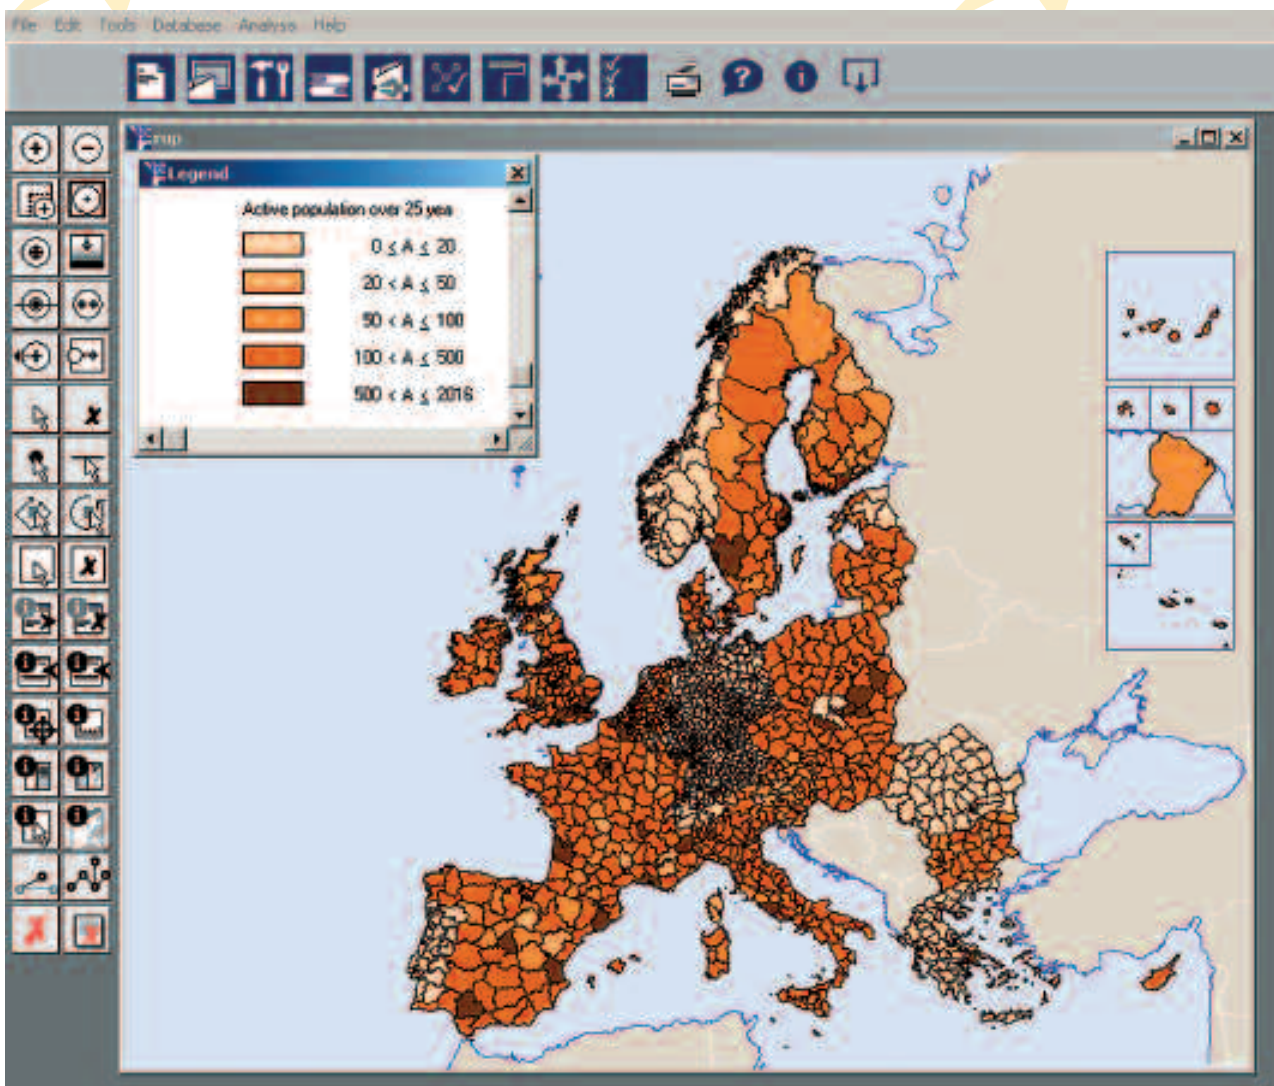 File Edit Tools Database Analysis Help
map
Legend
Active population over 25 yea
0 ≤ A ≤ 20
20 < A ≤ 50
50 < A ≤ 100
100 < A ≤ 500
500 < A ≤ 2016